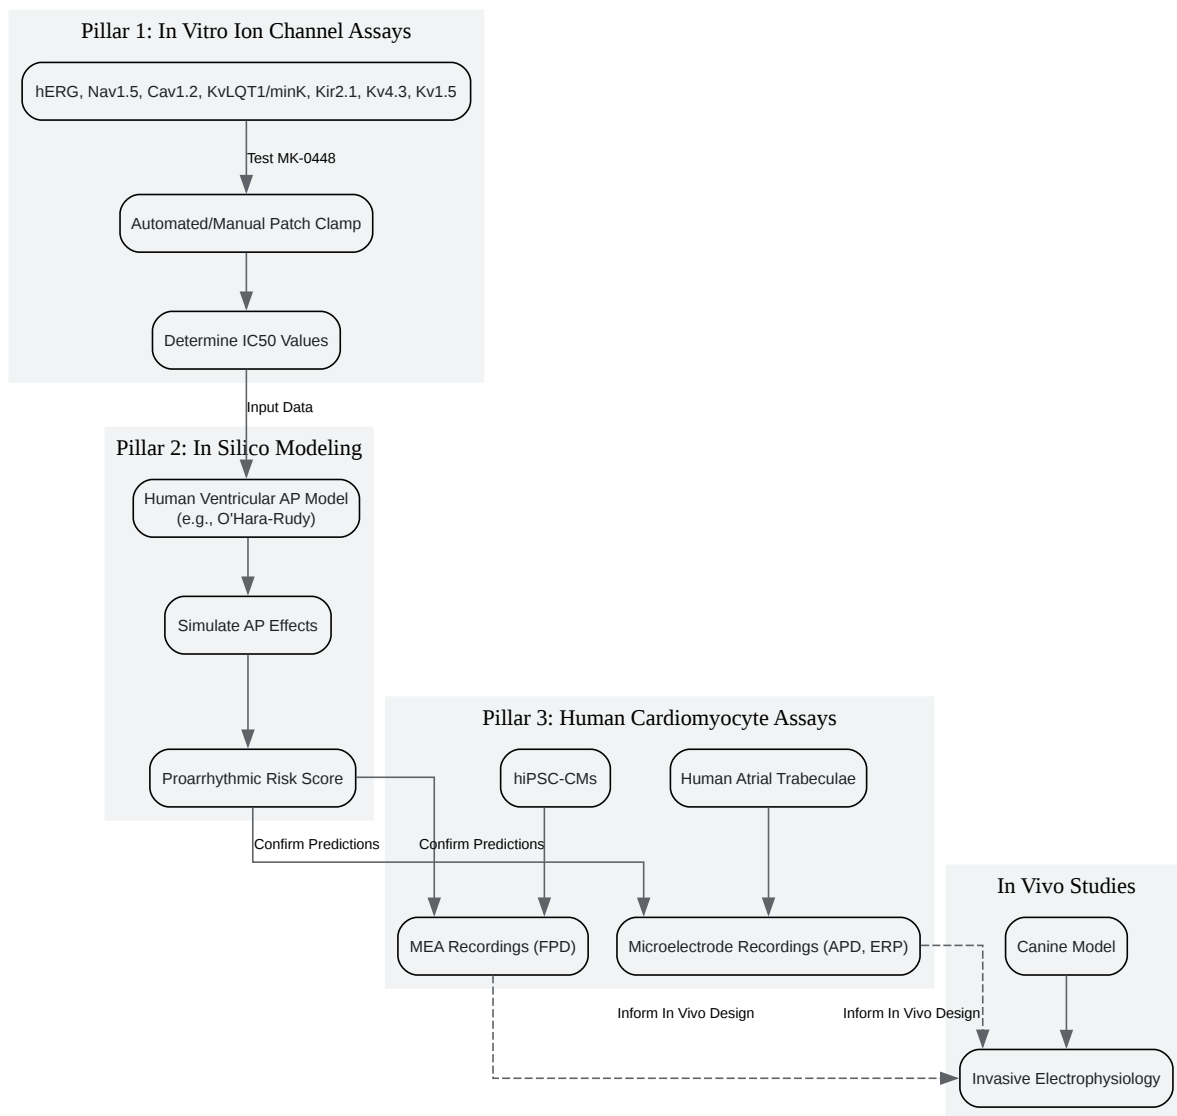 Pillar 1: In Vitro Ion Channel Assays
hERG, Nav1.5, Cav1.2, KvLQT1/minK, Kir2.1, Kv4.3, Kv1.5
Test MK-0448
Automated/Manual Patch Clamp
Determine IC50 Values
Input Data
Pillar 2: In Silico Modeling
Human Ventricular AP Model
(e.g., O'Hara-Rudy)
Simulate AP Effects
Proarrhythmic Risk Score
Pillar 3: Human Cardiomyocyte Assays
hiPSC-CMs
Human Atrial Trabeculae
Confirm Predictions
Confirm Predictions
MEA Recordings (FPD)
Microelectrode Recordings (APD, ERP)
In Vivo Studies
Canine Model
Inform In Vivo Design
Inform In Vivo Design
Invasive Electrophysiology